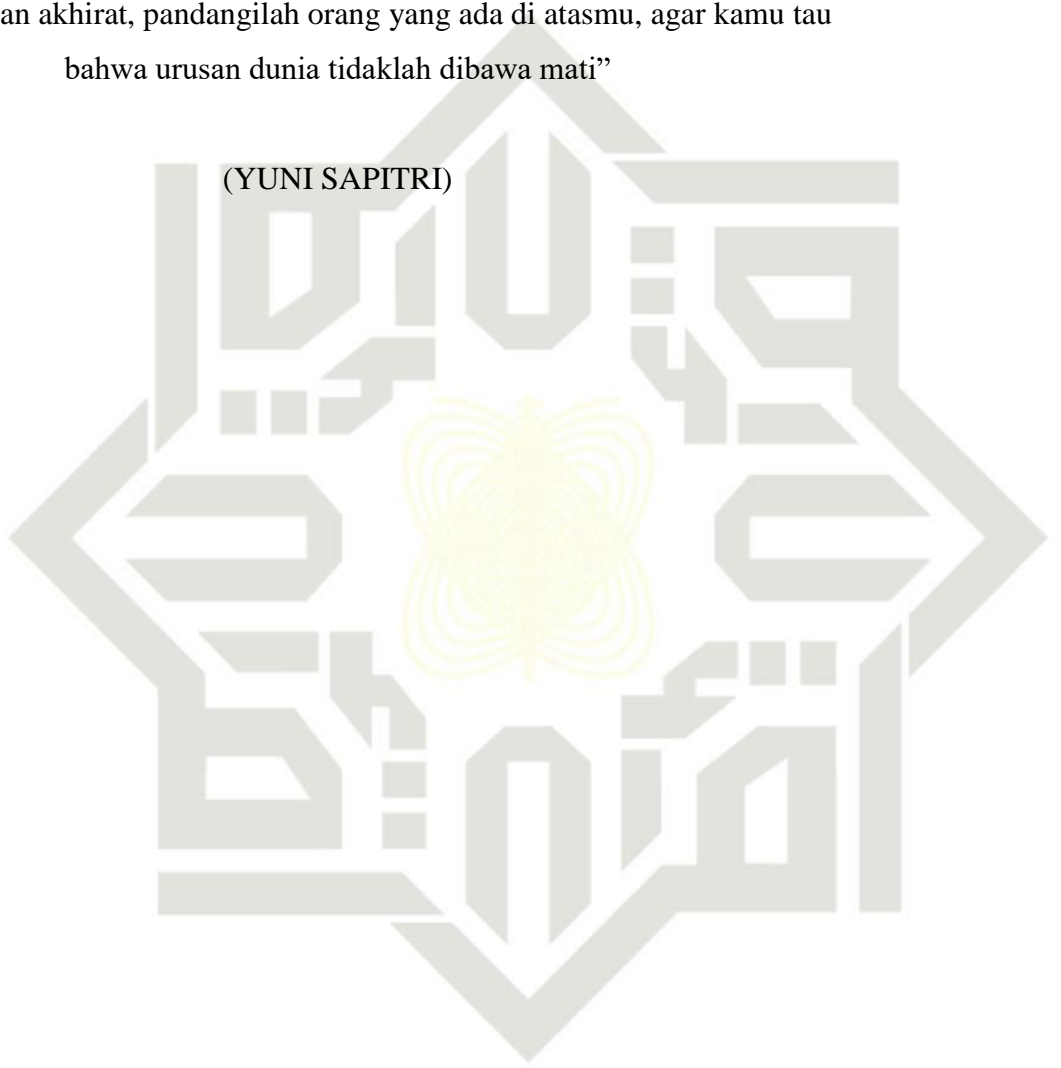 an akhirat, pandangilah orang yang ada di atasmu, agar kamu tau
bahwa urusan dunia tidaklah dibawa mati”
(YUNI SAPITRI)